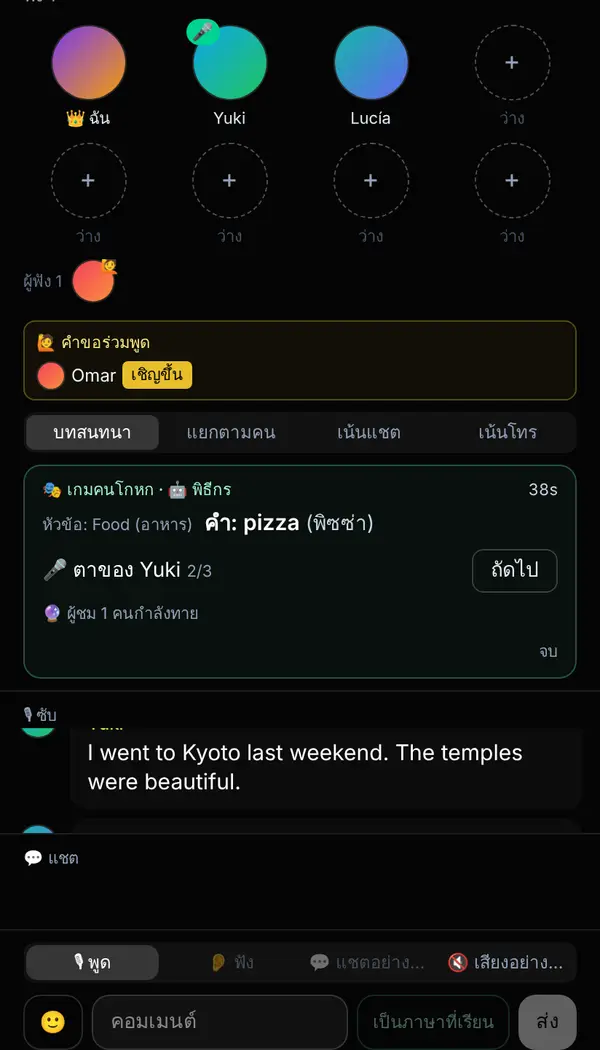 👑 ฉัน Yuki Lucía ว่าง
ว่าง ว่าง ว่าง ว่าง
ผู้ฟัง 1
🙋 คำขอร่วมพูด
Omar เชิญขึ้น
บทสนทนา แยกตามคน เน้นแชต เน้นโทร
🎭 เกมคนโกหก · 🤖 พิธีกร 38s
หัวข้อ: Food (อาหาร) คำ: pizza (พิซซ่า)
🎤 ตาของ Yuki 2/3 ถัดไป
🔮 ผู้ชม 1 คนกำลังทาย
จบ
🎙 ซับ
I went to Kyoto last weekend. The temples
were beautiful.
💬 แชต
🎙 พูด 👂 ฟัง 💬 แชตอย่าง... 🔇 เสียงอย่าง...
🙂 คอมเมนต์ เป็นภาษาที่เรียน ส่ง